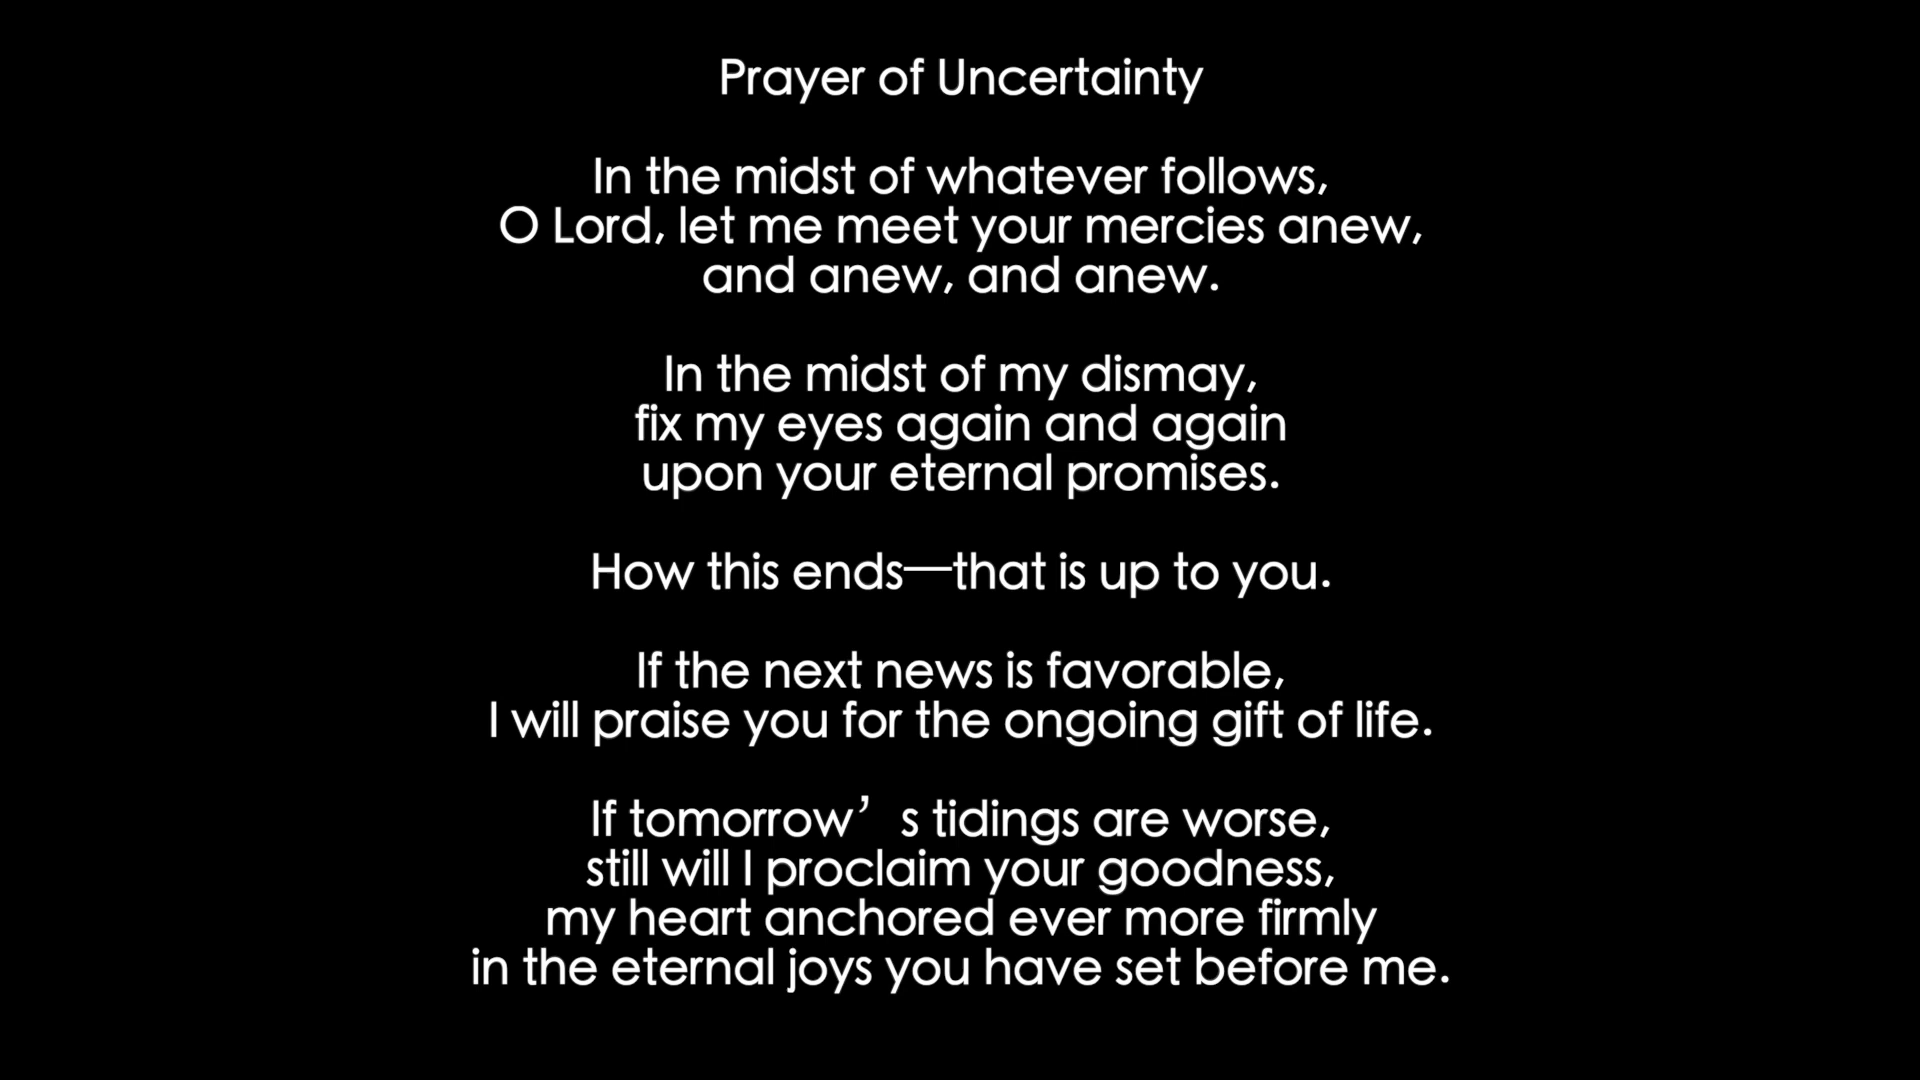 Prayer of Uncertainty
In the midst of whatever follows,
O Lord, let me meet your mercies anew,
and anew, and anew.
In the midst of my dismay,
fix my eyes again and again
upon your eternal promises.
How this ends—that is up to you.
If the next news is favorable,
I will praise you for the ongoing gift of life.
If tomorrow’s tidings are worse,
still will I proclaim your goodness,
my heart anchored ever more firmly
in the eternal joys you have set before me.